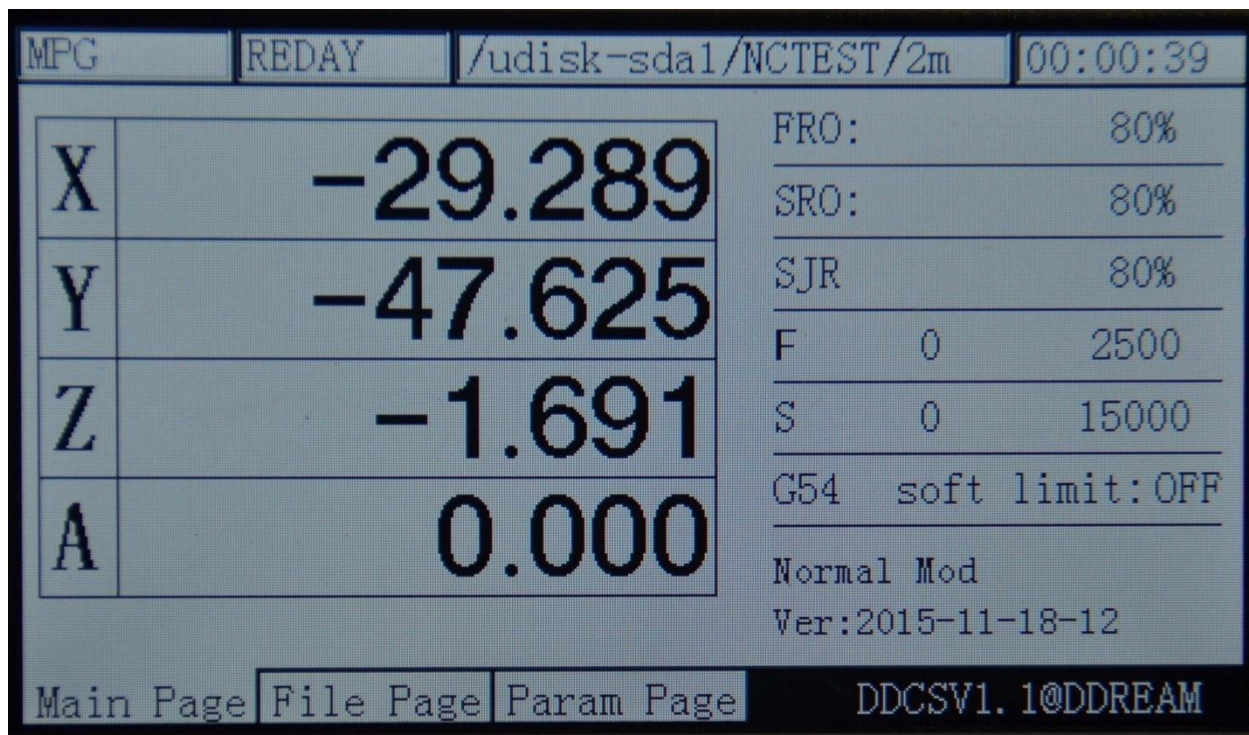 MPG REDAY /udisk-sda1/NCTEST/2m 00:00:39
X -29.289
Y -47.625
Z -1.691
A 0.000
FRO: 80%
SRO: 80%
SJR 80%
F 0 2500
S 0 15000
G54 soft limit:OFF
Normal Mod
Ver:2015-11-18-12
Main Page File Page Param Page DDCSV1.1@DDREAM